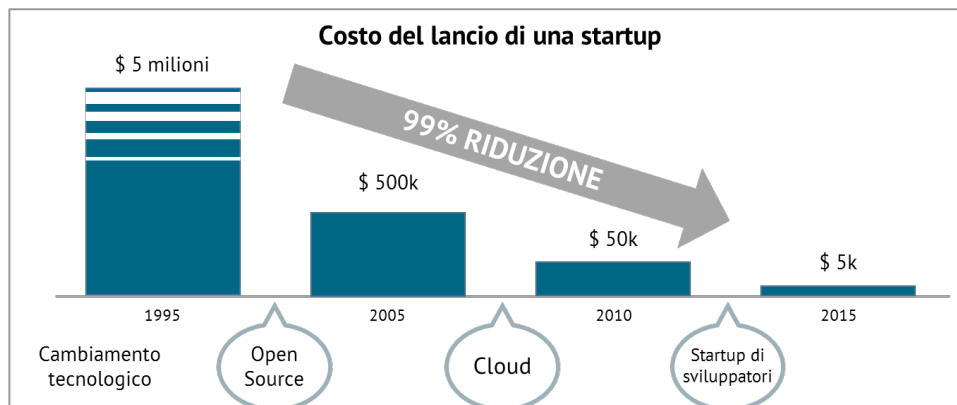 Costo del lancio di una startup
$ 5 milioni
99% RIDUZIONE
$ 500k
$ 50k
$ 5k
1995
2005
2010
2015
Cambiamento
tecnologico
Open
Source
Cloud
Startup di
sviluppatori